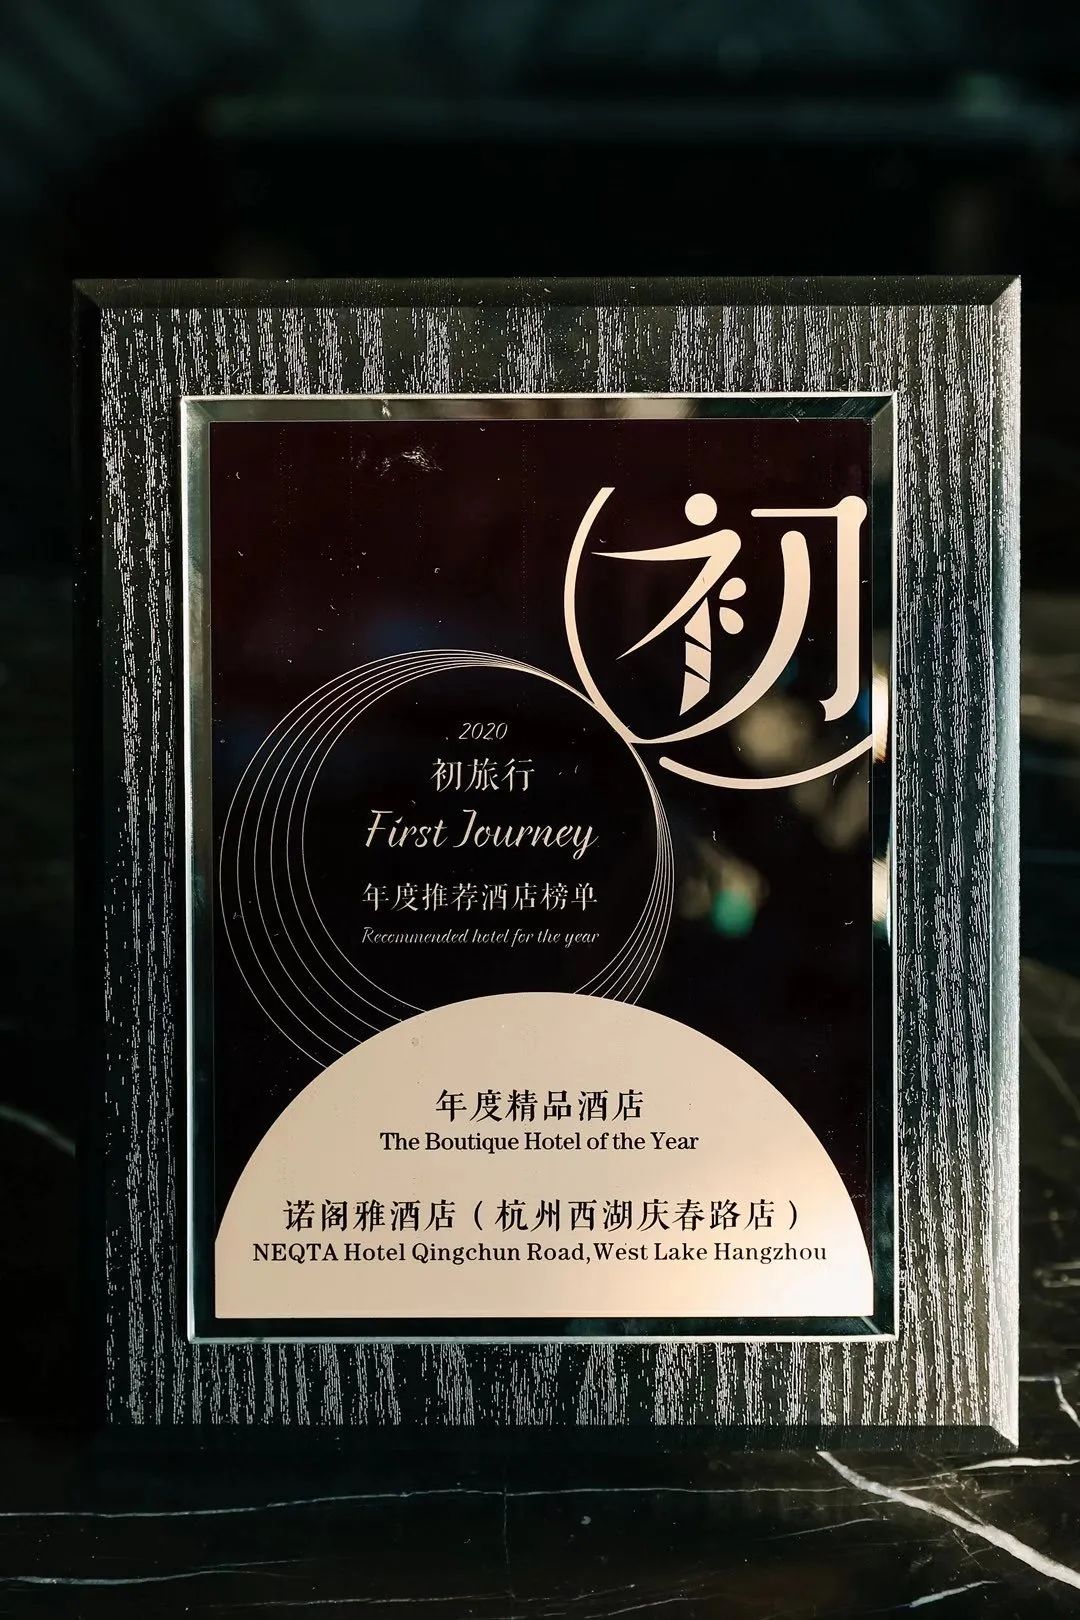 初
2020
初旅行
First Journey
年度推荐酒店榜单
Recommended hotel for the year
年度精品酒店
The Boutique Hotel of the Year
诺阁雅酒店（杭州西湖庆春路店）
NEQTA Hotel Qingchun Road,West Lake Hangzhou